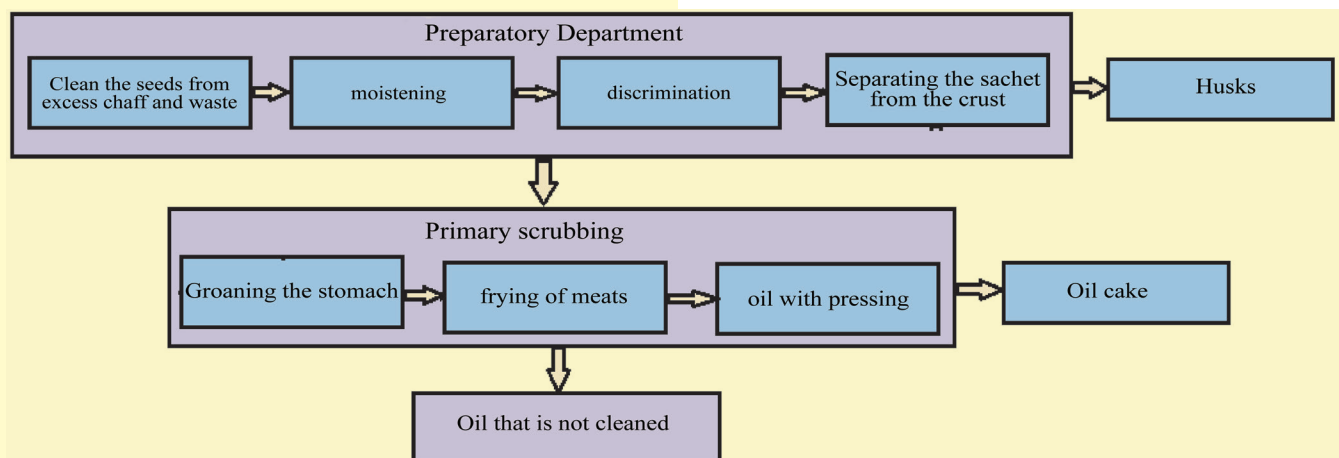 Preparatory Department
Clean the seeds from
excess chaff and waste
moistening
discrimination
Separating the sachet
from the crust
Husks
Primary scrubbing
Groaning the stomach
frying of meats
oil with pressing
Oil cake
Oil that is not cleaned